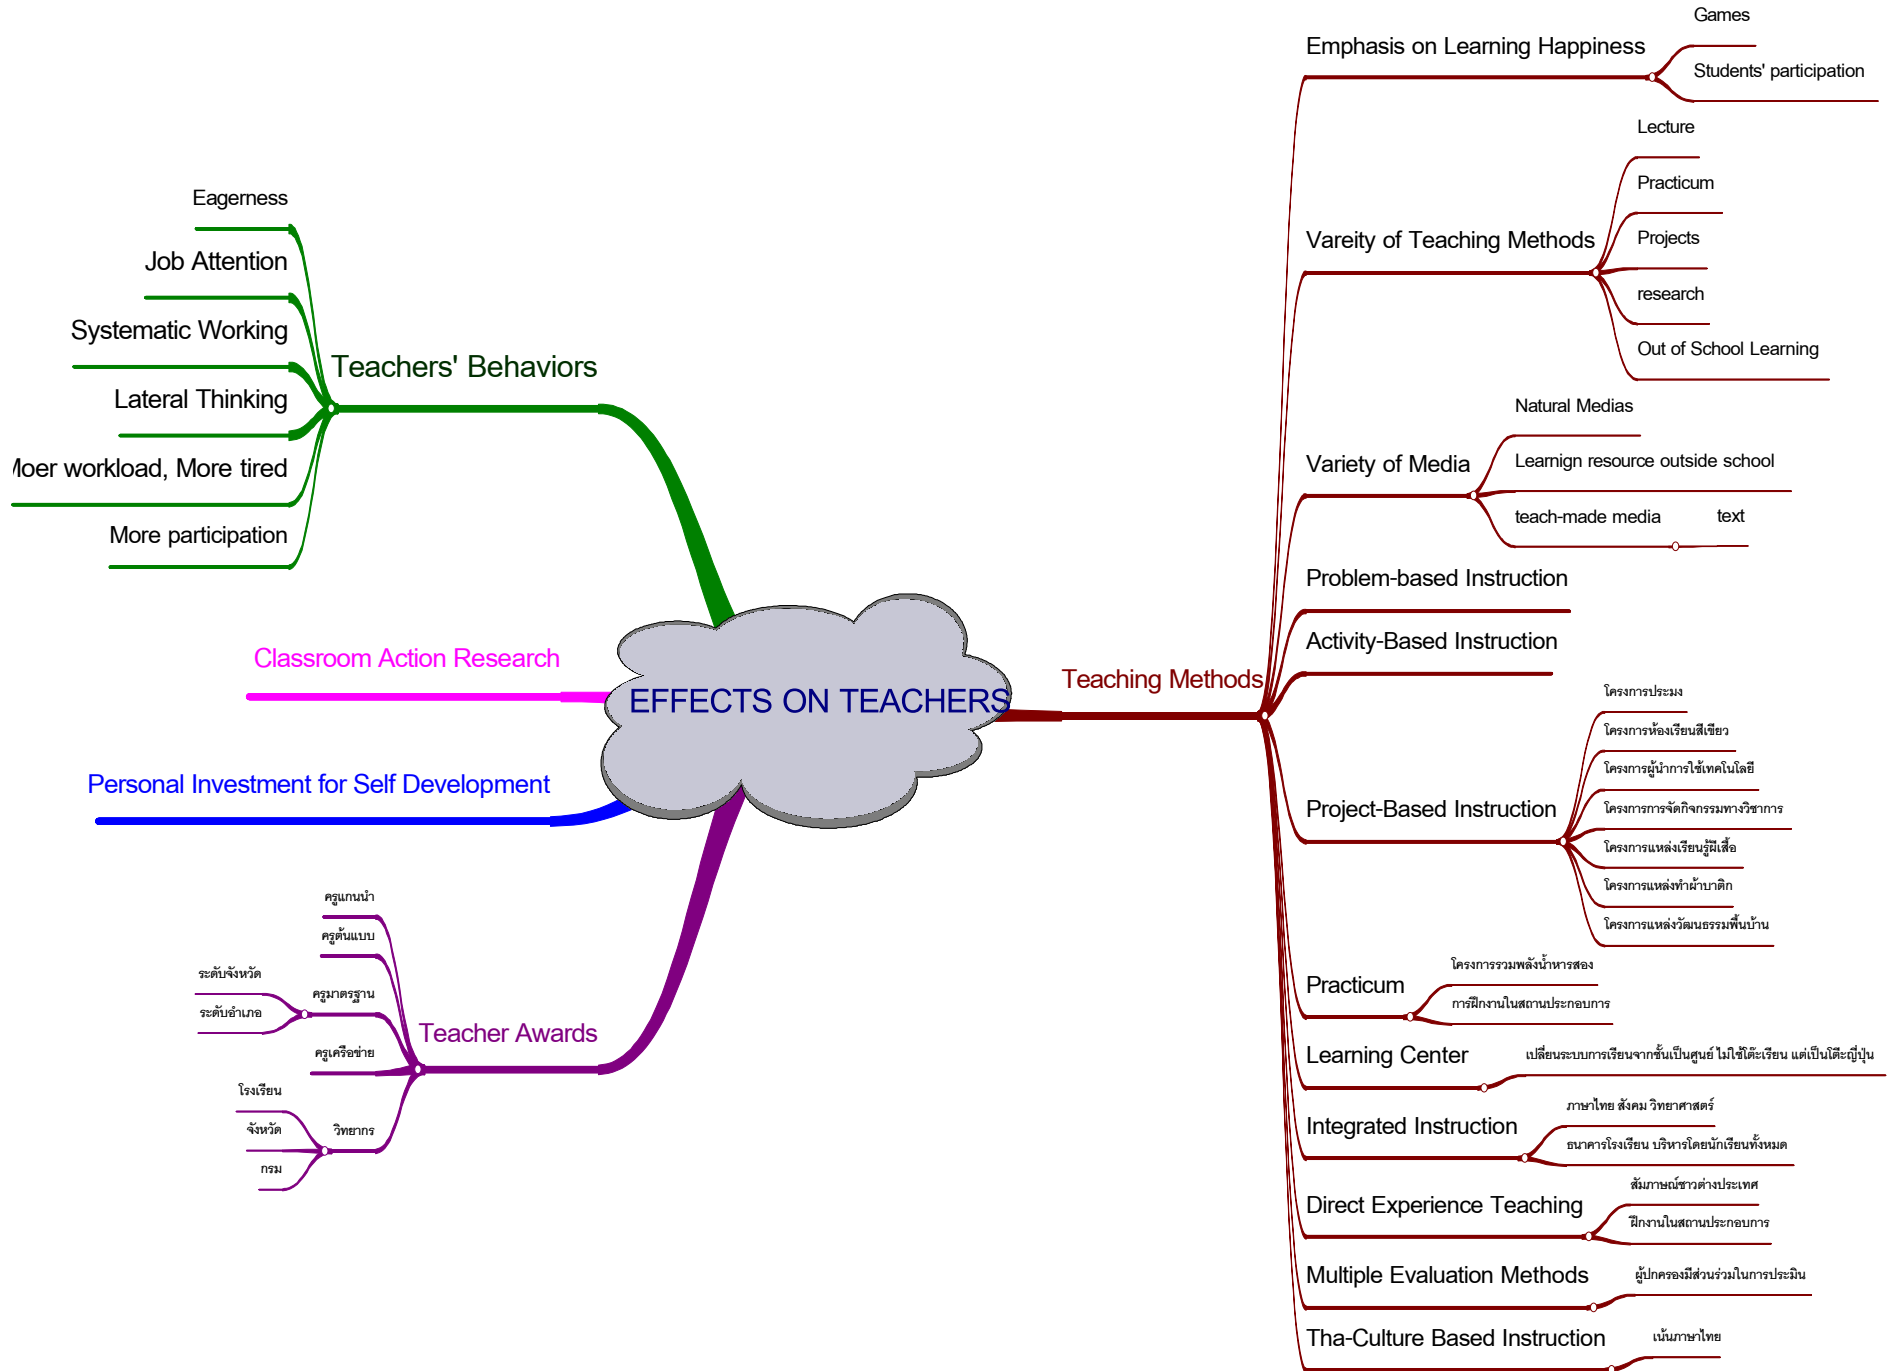 EFFECTS ON TEACHERS
Teachers' Behaviors
Eagerness
Job Attention
Systematic Working
Lateral Thinking
Moer workload, More tired
More participation
Classroom Action Research
Personal Investment for Self Development
Teacher Awards
ครูแกนนำ
ครูต้นแบบ
ครูมาตรฐาน
ระดับจังหวัด
ระดับอำเภอ
ครูเครือข่าย
วิทยากร
โรงเรียน
จังหวัด
กรม
Teaching Methods
Emphasis on Learning Happiness
Games
Students' participation
Vareity of Teaching Methods
Lecture
Practicum
Projects
research
Out of School Learning
Variety of Media
Natural Medias
Learnign resource outside school
teach-made media
text
Problem-based Instruction
Activity-Based Instruction
Project-Based Instruction
โครงการประมง
โครงการห้องเรียนสีเขียว
โครงการผู้นำการใช้เทคโนโลยี
โครงการการจัดกิจกรรมทางวิชาการ
โครงการแหล่งเรียนรู้ผีเสื้อ
โครงการแหล่งทำผ้าบาติก
โครงการแหล่งวัฒนธรรมพื้นบ้าน
Practicum
โครงการรวมพลังน้ำหารสอง
การฝึกงานในสถานประกอบการ
Learning Center
เปลี่ยนระบบการเรียนจากชั้นเป็นศูนย์ ไม่ใช้โต๊ะเรียน แต่เป็นโต๊ะญี่ปุ่น
Integrated Instruction
ภาษาไทย สังคม วิทยาศาสตร์
ธนาคารโรงเรียน บริหารโดยนักเรียนทั้งหมด
Direct Experience Teaching
สัมภาษณ์ชาวต่างประเทศ
ฝึกงานในสถานประกอบการ
Multiple Evaluation Methods
ผู้ปกครองมีส่วนร่วมในการประมิน
Tha-Culture Based Instruction
เน้นภาษาไทย